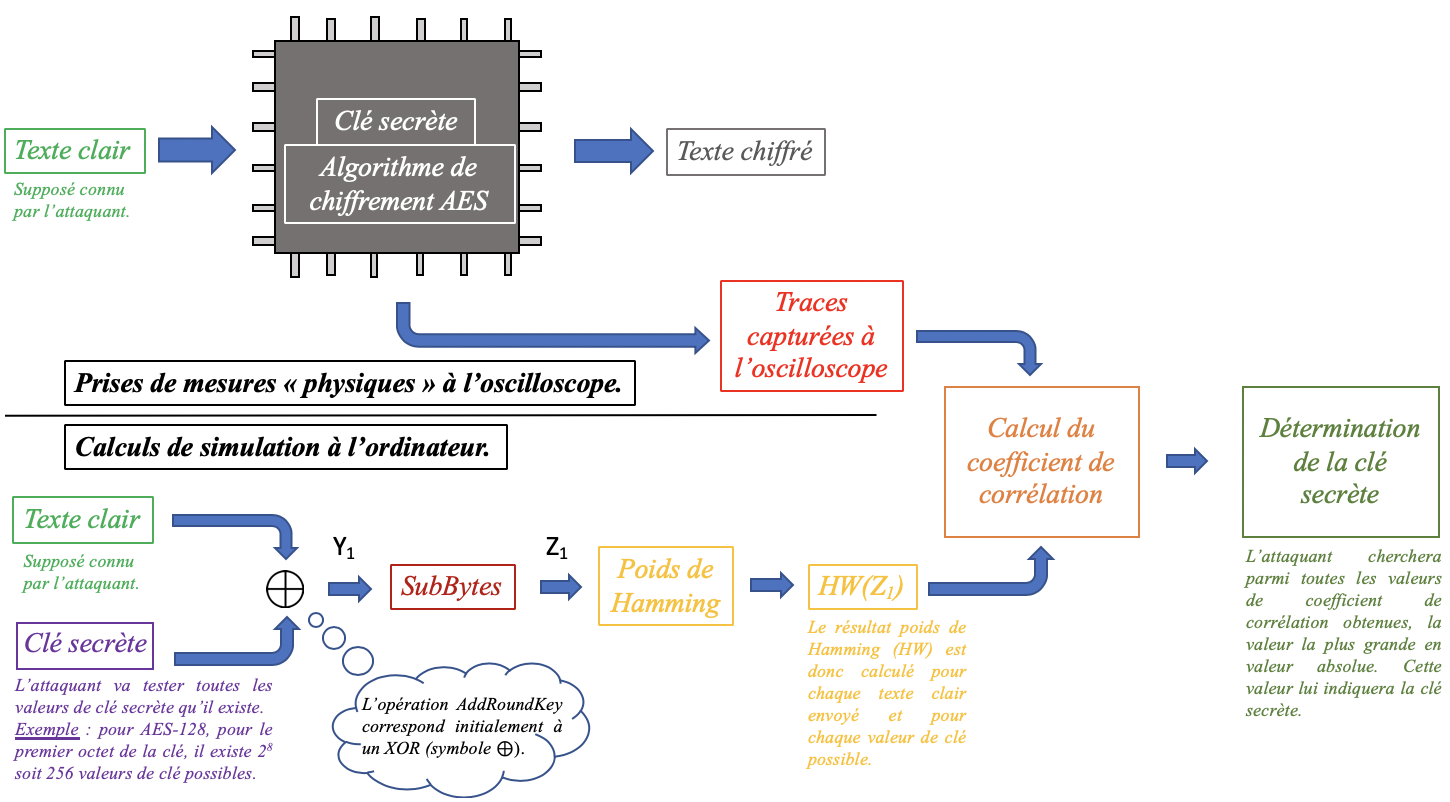 Clé secrète
Algorithme de
chiffrement AES
Texte clair
Supposé connu
par l'attaquant.
Texte chiffré
Traces
capturées à
l'oscilloscope
Prises de mesures « physiques » à l'oscilloscope.
Calculs de simulation à l'ordinateur.
Calcul du
coefficient de
corrélation
Détermination
de la clé
secrète
L'attaquant cherchera
parmi toutes les valeurs
de coefficient de
corrélation obtenues, la
valeur la plus grande en
valeur absolue. Cette
valeur lui indiquera la clé
secrète.
Texte clair
Supposé connu
par l'attaquant.
Y₁
SubBytes
Z₁
Poids de
Hamming
HW(Z₁)
Le résultat poids de
Hamming (HW) est
donc calculé pour
chaque texte clair
envoyé et pour
chaque valeur de clé
possible.
Clé secrète
L'attaquant va tester toutes les
valeurs de clé secrète qu'il existe.
Exemple : pour AES-128, pour le
premier octet de la clé, il existe 2⁸
soit 256 valeurs de clé possibles.
L'opération AddRoundKey
correspond initialement à
un XOR (symbole ⊕).